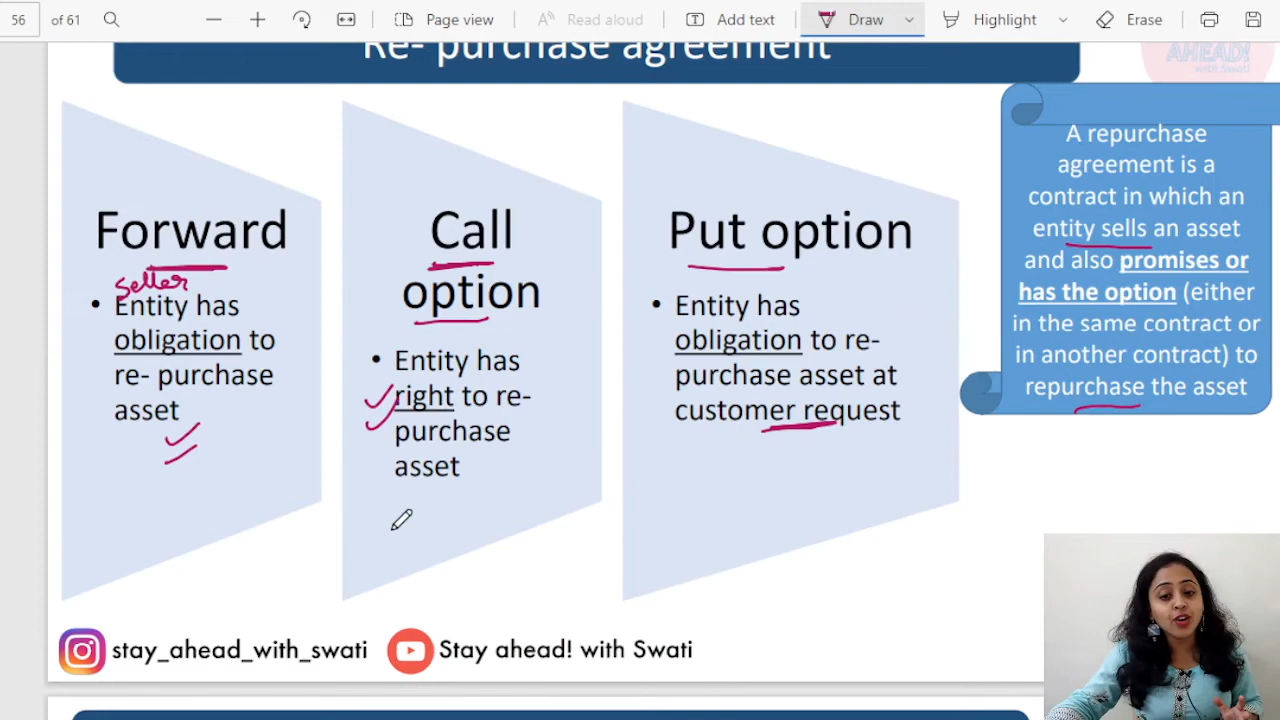 56 of 61
Page view
Read aloud
Add text
Draw
Highlight
Erase
Re- purchase agreement
AHEAD!
with Swati
Forward
seller
• Entity has
obligation to
re- purchase
asset
Call
option
• Entity has
right to re-
purchase
asset
Put option
• Entity has
obligation to re-
purchase asset at
customer request
A repurchase
agreement is a
contract in which an
entity sells an asset
and also promises or
has the option (either
in the same contract or
in another contract) to
repurchase the asset
stay_ahead_with_swati
Stay ahead! with Swati